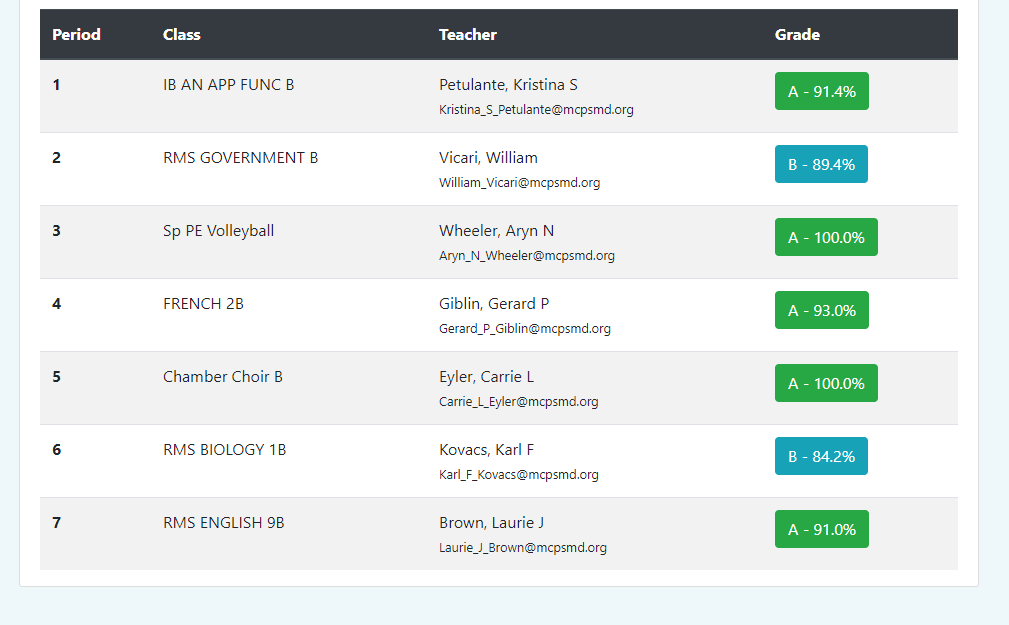 Period Class Teacher Grade
1 IB AN APP FUNC B Petulante, Kristina S A - 91.4%
Kristina_S_Petulante@mcpsmd.org
2 RMS GOVERNMENT B Vicari, William B - 89.4%
William_Vicari@mcpsmd.org
3 Sp PE Volleyball Wheeler, Aryn N A - 100.0%
Aryn_N_Wheeler@mcpsmd.org
4 FRENCH 2B Giblin, Gerard P A - 93.0%
Gerard_P_Giblin@mcpsmd.org
5 Chamber Choir B Eyler, Carrie L A - 100.0%
Carrie_L_Eyler@mcpsmd.org
6 RMS BIOLOGY 1B Kovacs, Karl F B - 84.2%
Karl_F_Kovacs@mcpsmd.org
7 RMS ENGLISH 9B Brown, Laurie J A - 91.0%
Laurie_J_Brown@mcpsmd.org